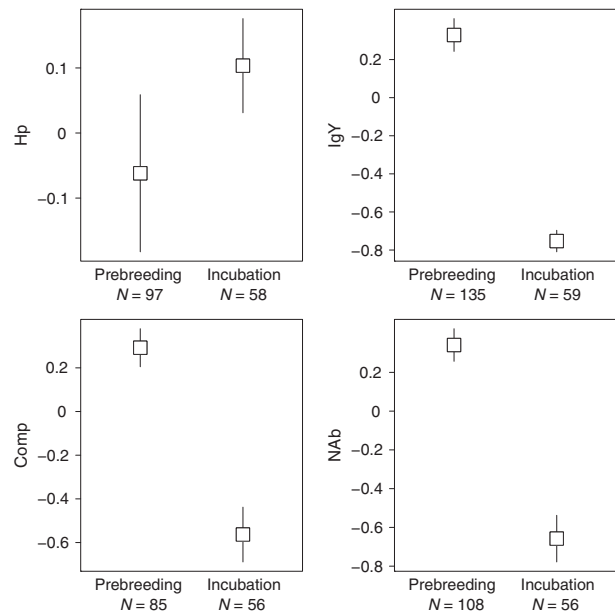 Hp
0.1
0
−0.1
Prebreeding Incubation
N = 97 N = 58
IgY
0.2
0
−0.2
−0.4
−0.6
−0.8
Prebreeding Incubation
N = 135 N = 59
Comp
0.2
0
−0.2
−0.4
−0.6
Prebreeding Incubation
N = 85 N = 56
NAb
0.2
0
−0.2
−0.4
−0.6
−0.8
Prebreeding Incubation
N = 108 N = 56